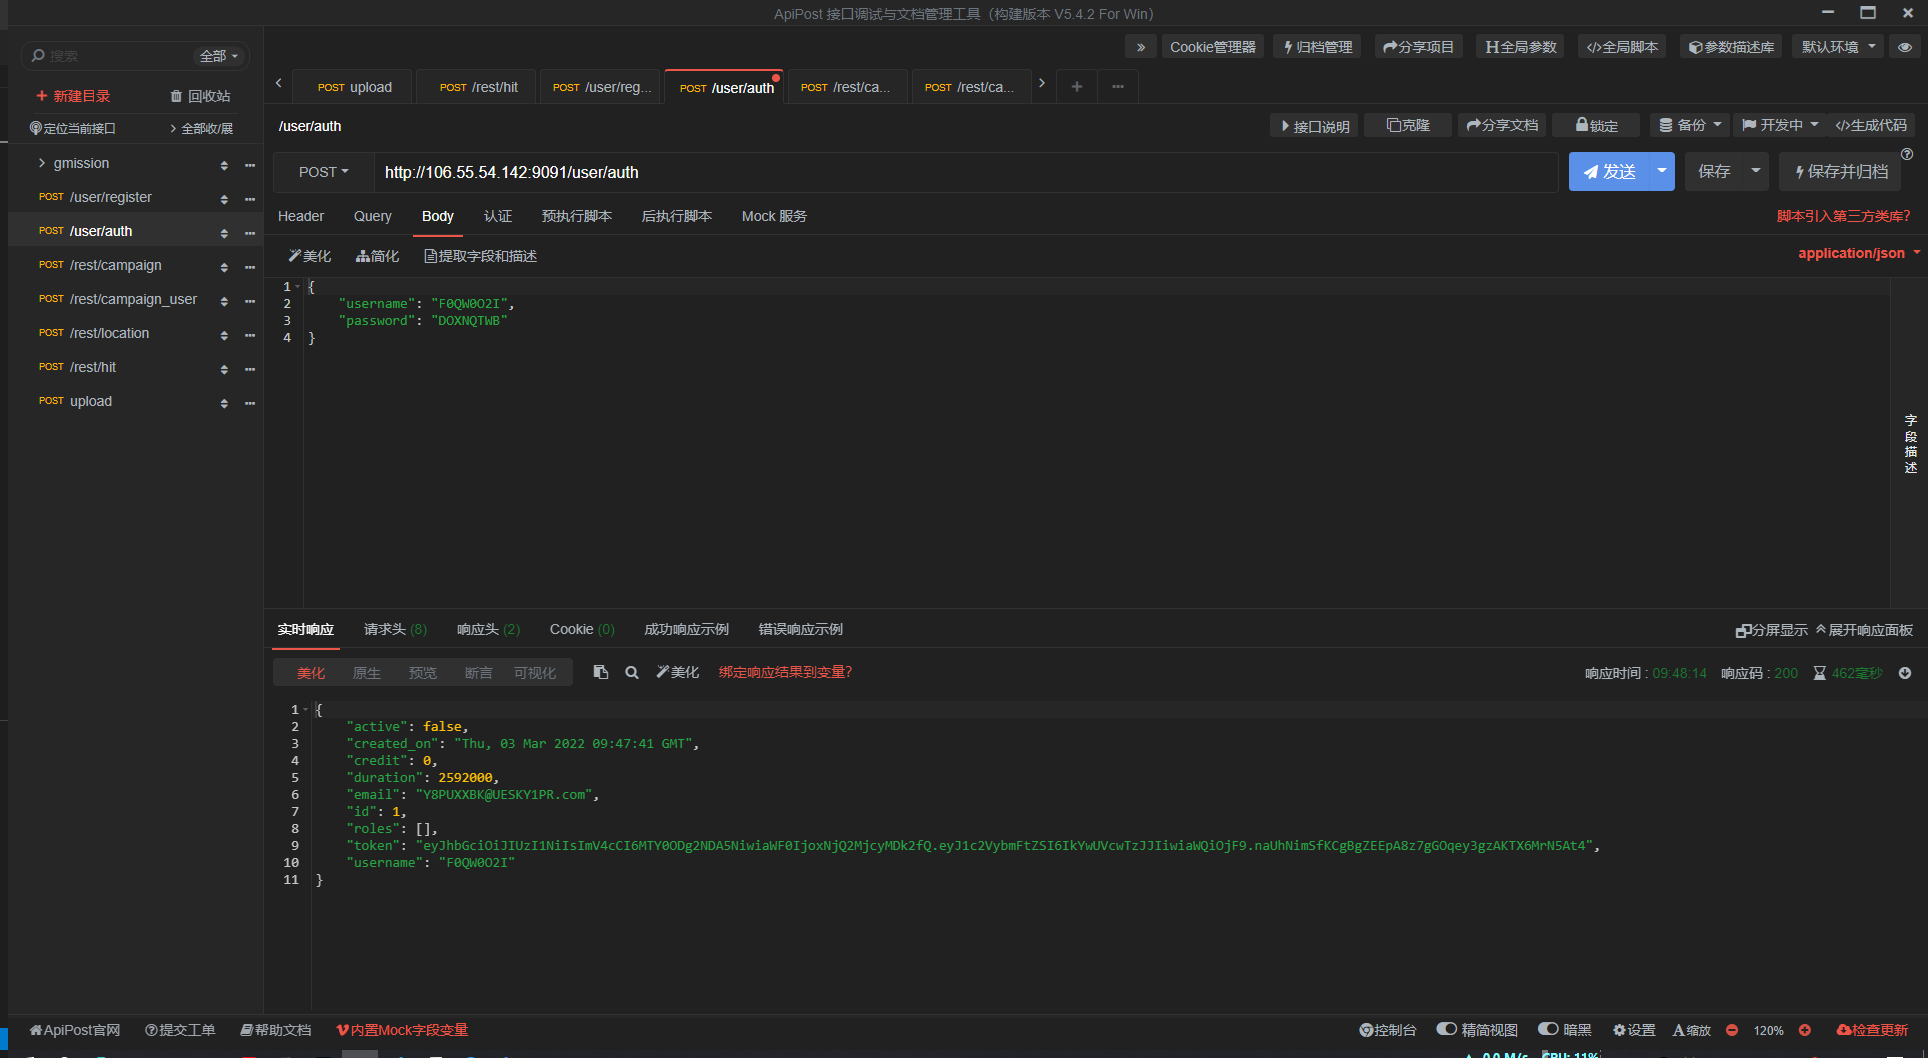 ApiPost 接口调试与文档管理工具（构建版本 V5.4.2 For Win）
搜索 全部
Cookie管理器 归档管理 分享项目 全局参数 全局脚本 参数描述库 默认环境
新建目录 回收站
POST upload POST /rest/hit POST /user/reg... POST /user/auth POST /rest/ca... POST /rest/ca...
定位当前接口 全部收/展
/user/auth 接口说明 克隆 分享文档 锁定 备份 开发中 生成代码
gmission
POST /user/register
POST /user/auth
POST /rest/campaign
POST /rest/campaign_user
POST /rest/location
POST /rest/hit
POST upload
POST http://106.55.54.142:9091/user/auth 发送 保存 保存并归档
Header Query Body 认证 预执行脚本 后执行脚本 Mock 服务 脚本引入第三方类库?
美化 简化 提取字段和描述 application/json
1 {
2 "username": "F0QW0O2I",
3 "password": "DOXNQTWB"
4 }
字段描述
实时响应 请求头 (8) 响应头 (2) Cookie (0) 成功响应示例 错误响应示例 分屏显示 展开响应面板
美化 原生 预览 断言 可视化 美化 绑定响应结果到变量? 响应时间 : 09:48:14 响应码 : 200 462毫秒
1 {
2 "active": false,
3 "created_on": "Thu, 03 Mar 2022 09:47:41 GMT",
4 "credit": 0,
5 "duration": 2592000,
6 "email": "Y8PUXXBK@UESKY1PR.com",
7 "id": 1,
8 "roles": [],
9 "token": "eyJhbGciOiJIUzI1NiIsImV4cCI6MTY0ODg2NDA5NiwiaWF0IjoxNjQ2MjcyMDk2fQ.eyJ1c2VybmFtZSI6IkYwUVcwTzJJIiwiaWQiOjF9.naUhNimSfKCgBgZEEpA8z7gGOqey3gzAKTX6MrN5At4",
10 "username": "F0QW0O2I"
11 }
ApiPost官网 提交工单 帮助文档 内置Mock字段变量 控制台 精简视图 暗黑 设置 缩放 120% 检查更新